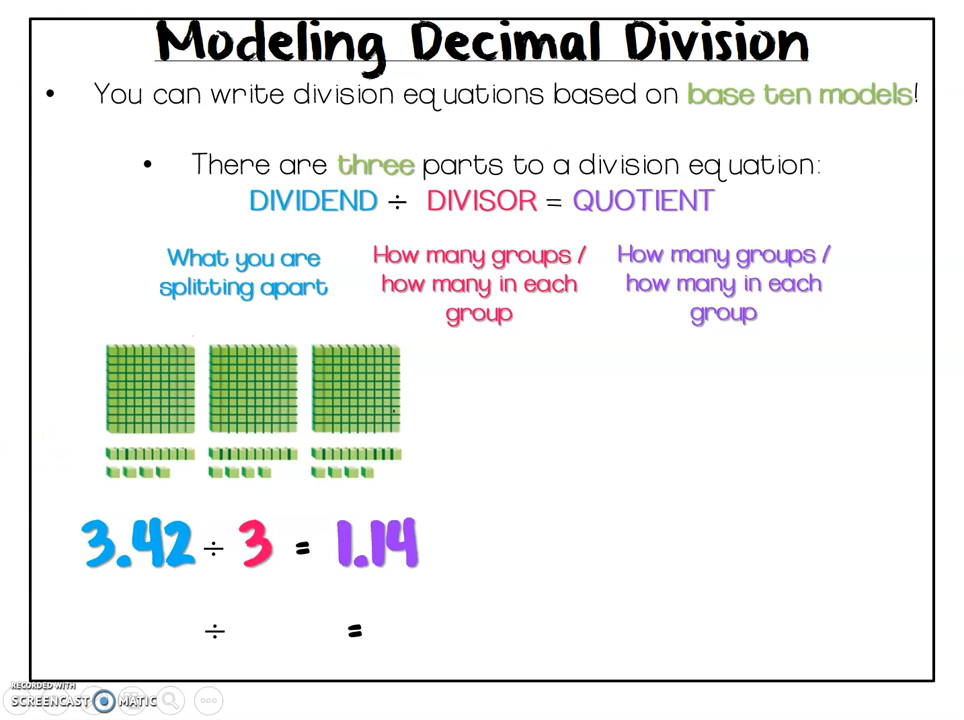 Modeling Decimal Division
• You can write division equations based on base ten models!
• There are three parts to a division equation:
DIVIDEND ÷ DIVISOR = QUOTIENT
What you are
splitting apart
How many groups /
how many in each
group
How many groups /
how many in each
group
3.42 ÷ 3 = 1.14
÷ =
RECORDED WITH
SCREENCAST MATIC